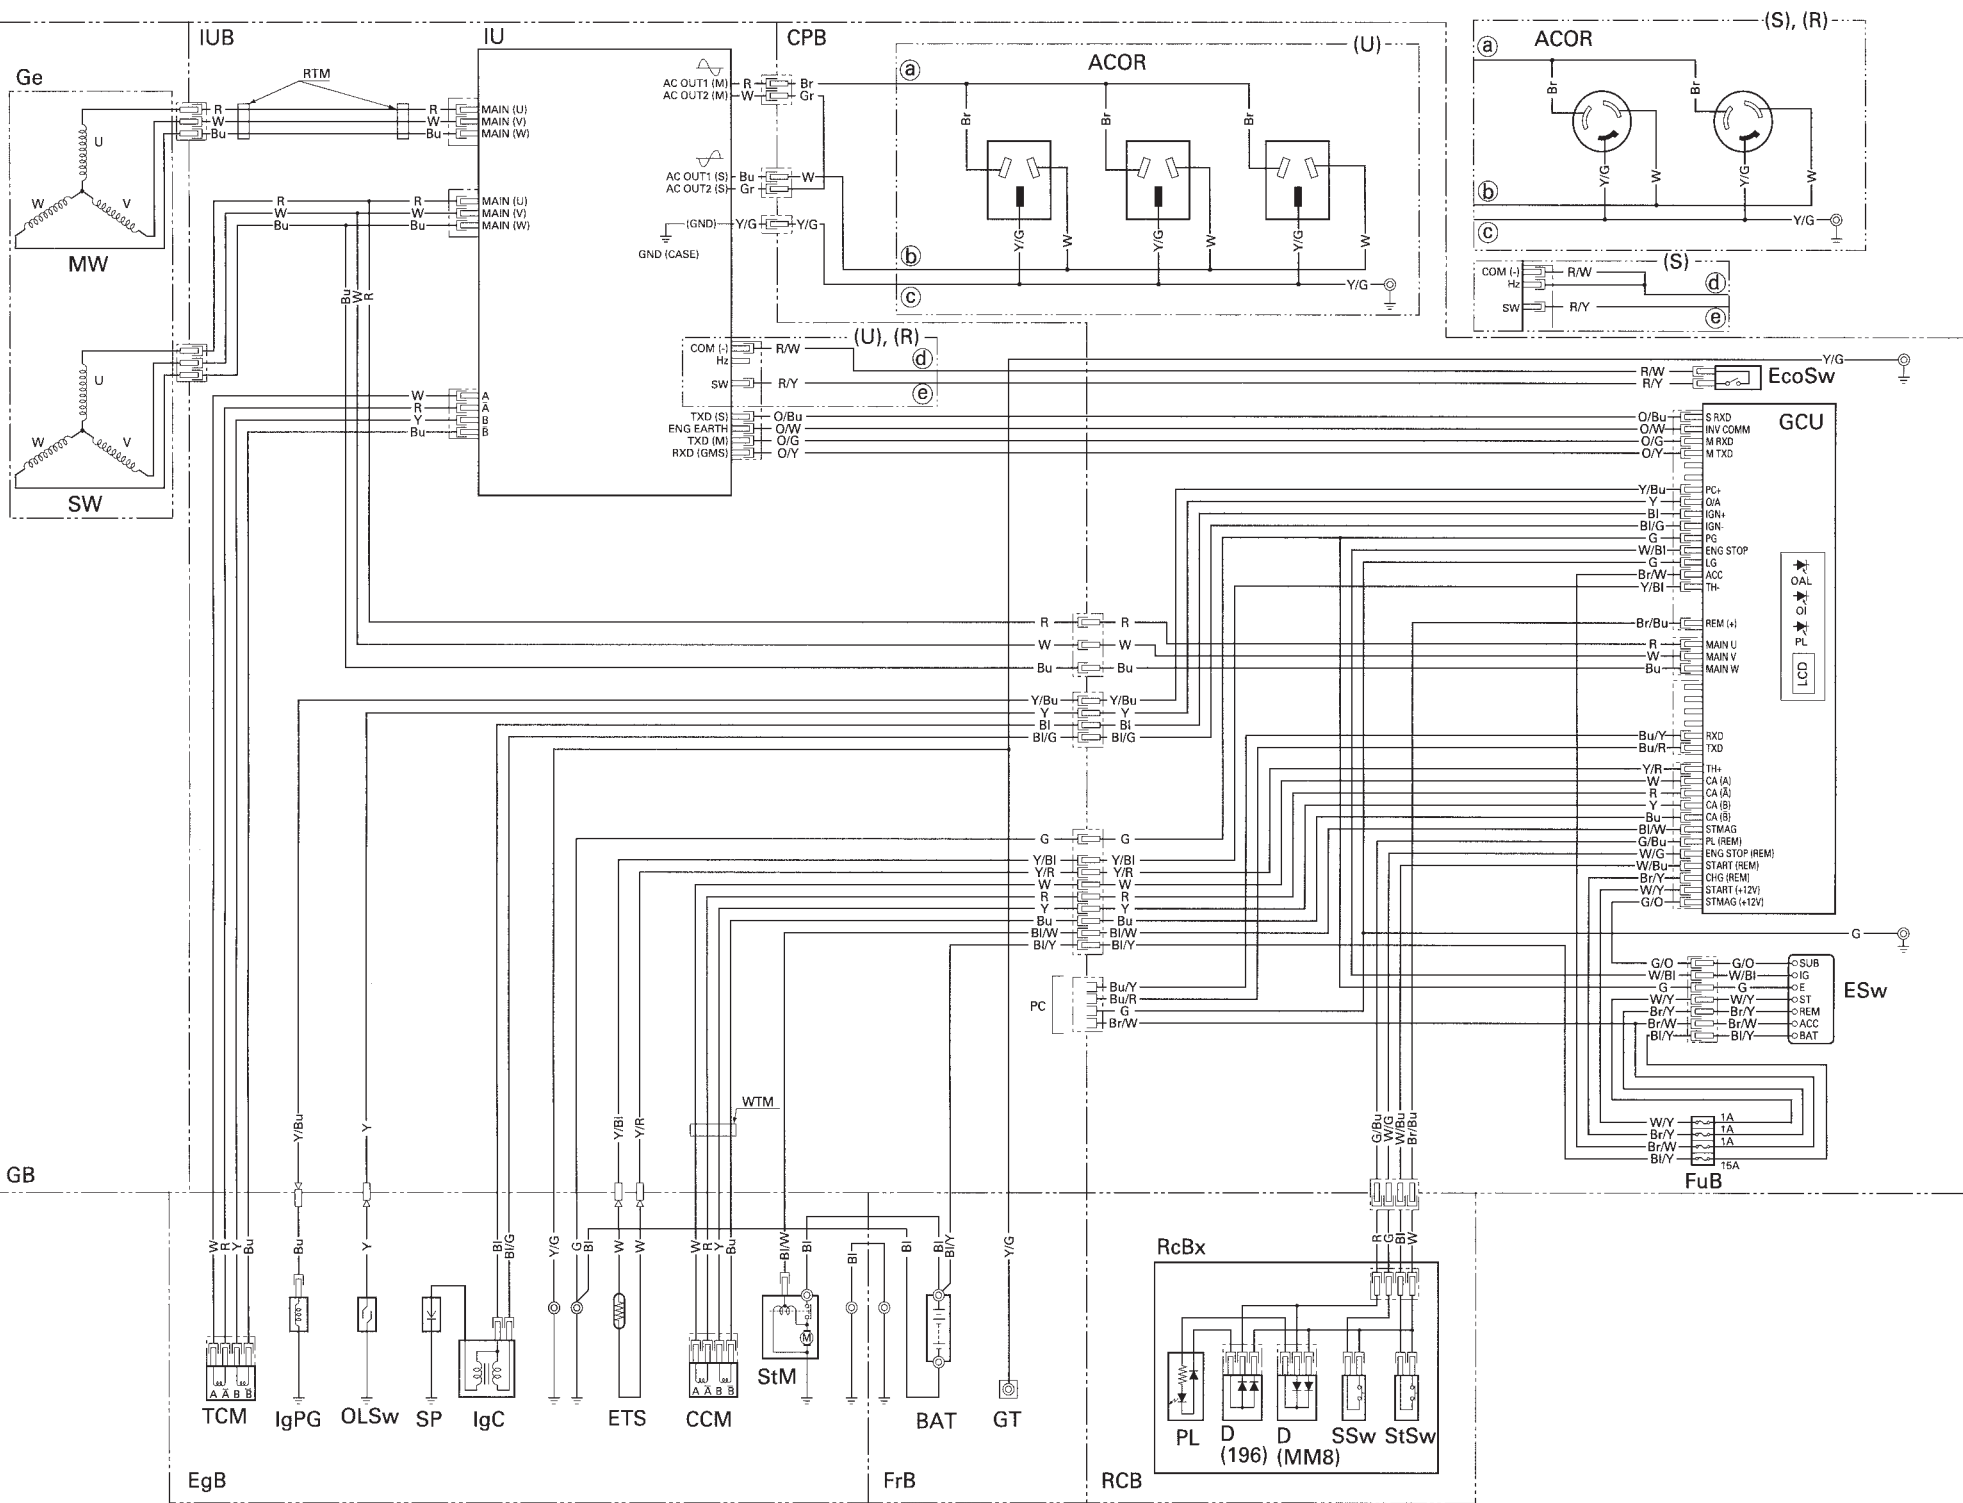 IUB
IU
CPB
(U)
(S), (R)
Ge
RTM
ACOR
ACOR
a
a
AC OUT1 (M) R Br
AC OUT2 (M) W Gr
R R MAIN (U)
W W MAIN (V)
Bu Bu MAIN (W)
Br Br Br
Br Br
U
W V
MW
AC OUT1 (S) Bu W
AC OUT2 (S) Gr
(GND) Y/G Y/G
GND (CASE)
R R MAIN (U)
W W MAIN (V)
Bu Bu MAIN (W)
Y/G W Y/G W Y/G W
Y/G W Y/G W
b
b
c
c
Y/G
Y/G
Bu W R
(S)
COM (-) R/W d
Hz
SW R/Y e
(U), (R)
COM (-) R/W d
Hz
SW R/Y e
Y/G
R/W
R/Y
EcoSw
U
W V
SW
W A
R A̅
Y B
Bu B̅
TXD (S) O/Bu O/Bu S RXD
ENG EARTH O/W O/W INV COMM
TXD (M) O/G O/G M RXD
RXD (GMS) O/Y O/Y M TXD
GCU
Y/Bu PC+
Y O/A
Bl IGN+
Bl/G IGN-
G PG
W/Bl ENG STOP
G LG
Br/W ACC
Y/Bl TH-
OAL
OI
PL
LCD
Br/Bu REM (+)
R MAIN U
W MAIN V
Bu MAIN W
R R
W W
Bu Bu
Y/Bu Y/Bu
Y Y
Bl Bl
Bl/G Bl/G
Bu/Y RXD
Bu/R TXD
Y/R TH+
W CA (A)
R CA (A̅)
Y CA (B)
Bu CA (B̅)
Bl/W STMAG
G/Bu PL (REM)
W/G ENG STOP (REM)
W/Bu START (REM)
Br/Y CHG (REM)
W/Y START (+12V)
G/O STMAG (+12V)
G G
Y/Bl Y/Bl
Y/R Y/R
W W
R R
Y Y
Bu Bu
Bl/W Bl/W
Bl/Y Bl/Y
G
PC
Bu/Y
Bu/R
G
Br/W
G/O G/O SUB
W/Bl W/Bl IG
G G E
W/Y W/Y ST
Br/Y Br/Y REM
Br/W Br/W ACC
Bl/Y Bl/Y BAT
ESw
WTM
Y/Bu Y Y/Bl Y/R
G/Bu W/G W/Bu Br/Bu
W/Y 1A
Br/Y 1A
Br/W 1A
Bl/Y 15A
FuB
GB
W R Y Bu Bu Y Bl Bl/G Y/G G Bl W W W R Y Bu Bl/W Bl Bl Bl Bl Bl/Y Y/G
R G Bl W
RcBx
M
A A̅ B B̅
A A̅ B B̅
TCM IgPG OLSw SP IgC ETS CCM StM BAT GT
PL D (196) D (MM8) SSw StSw
EgB
FrB
RCB